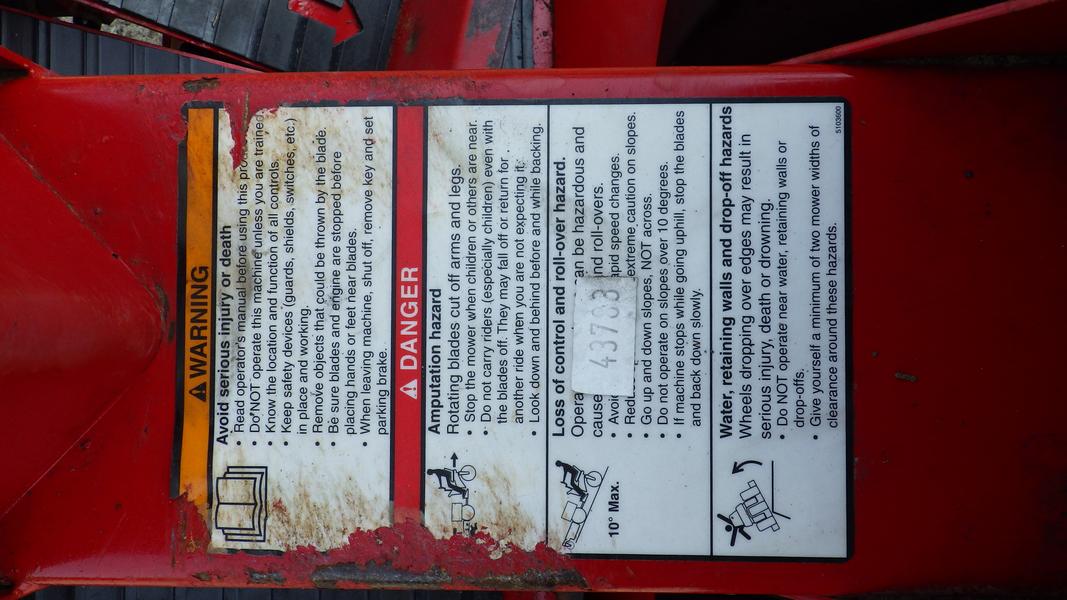 WARNING
Avoid serious injury or death
• Read operator's manual before using this
• Do NOT operate this machine unless you are trained.
• Know the location and function of all controls.
• Keep safety devices (guards, shields, switches, etc.)
in place and working.
• Remove objects that could be thrown by the blade.
• Be sure blades and engine are stopped before
placing hands or feet near blades.
• When leaving machine, shut off, remove key and set
parking brake.
DANGER
Amputation hazard
Rotating blades cut off arms and legs.
• Stop the mower when children or others are near.
• Do not carry riders (especially children) even with
the blades off. They may fall off or return for
another ride when you are not expecting it.
• Look down and behind before and while backing.
Loss of control and roll-over hazard.
Opera can be hazardous and
cause nd roll-overs.
• Avoid apid speed changes.
• Redu extreme caution on slopes.
• Go up and down slopes, NOT across.
• Do not operate on slopes over 10 degrees.
• If machine stops while going uphill, stop the blades
and back down slowly.
10° Max.
43783
Water, retaining walls and drop-off hazards
Wheels dropping over edges may result in
serious injury, death or drowning.
• Do NOT operate near water, retaining walls or
drop-offs.
• Give yourself a minimum of two mower widths of
clearance around these hazards.
5103600